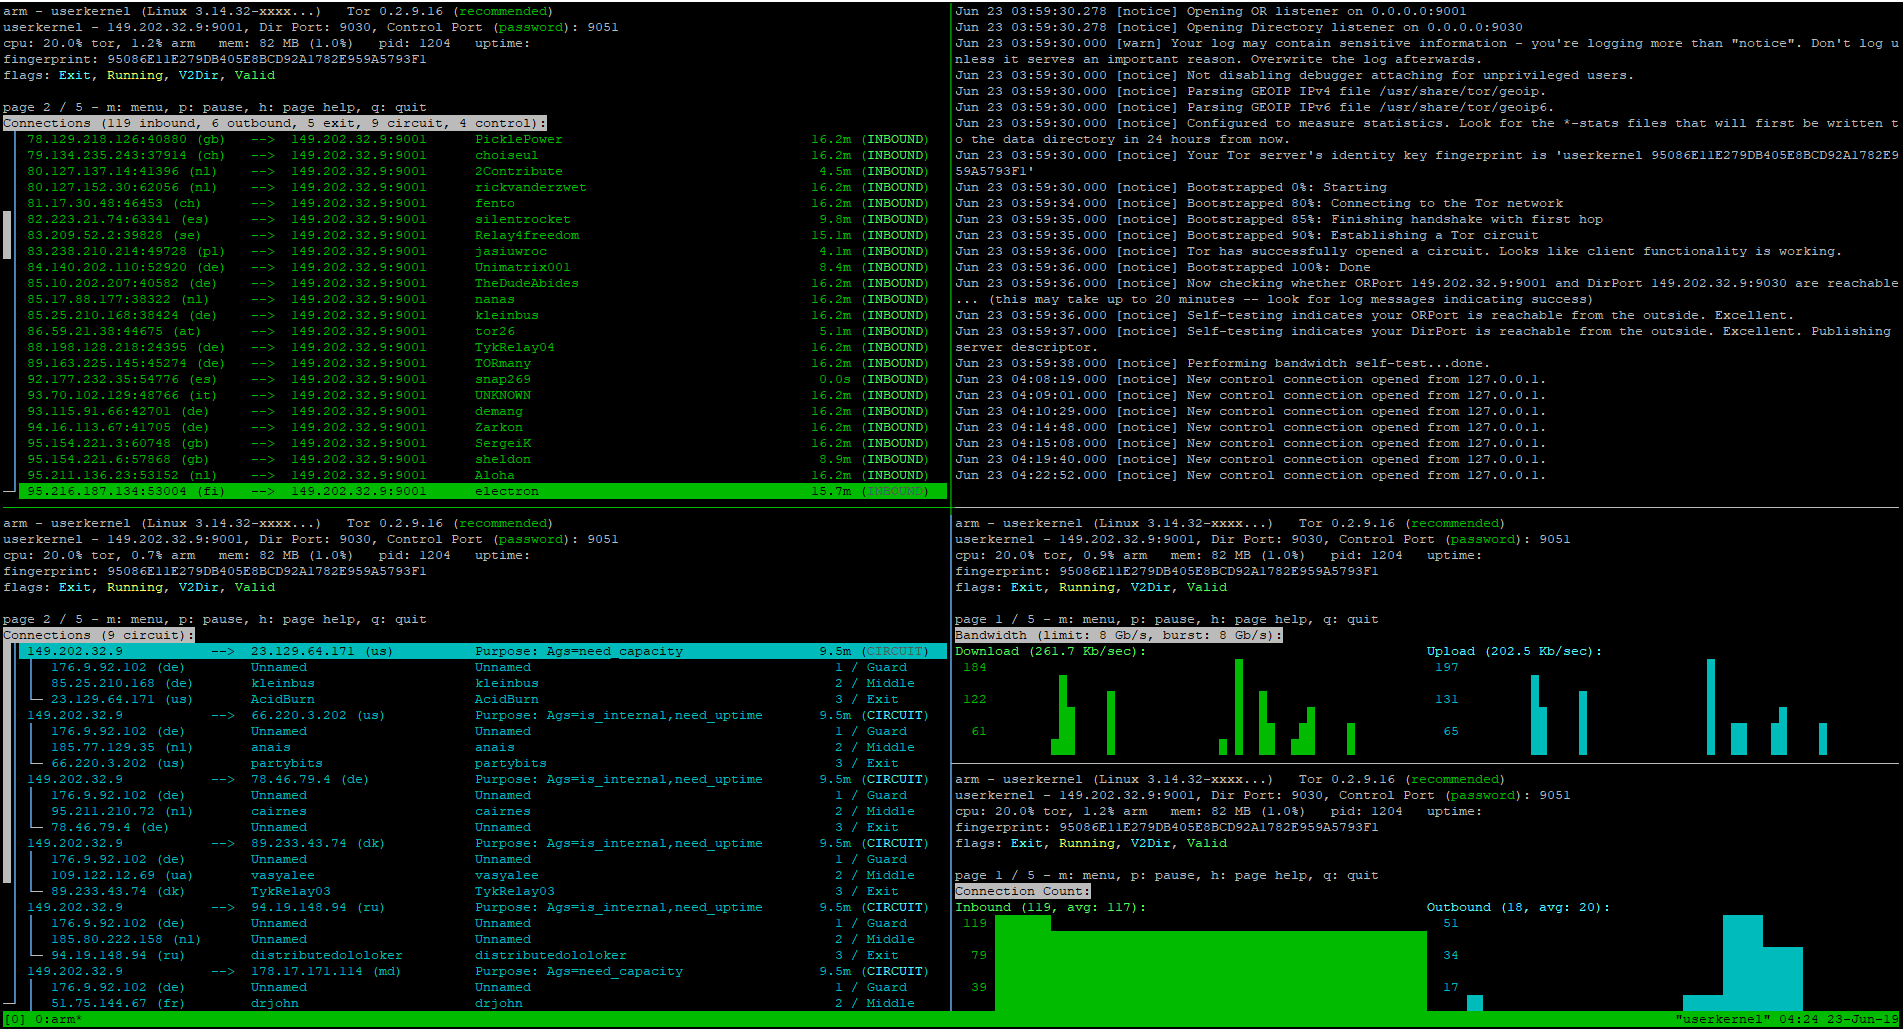 arm - userkernel (Linux 3.14.32-xxxx...)   Tor 0.2.9.16 (recommended)
userkernel - 149.202.32.9:9001, Dir Port: 9030, Control Port (password): 9051
cpu: 20.0% tor, 1.2% arm   mem: 82 MB (1.0%)   pid: 1204   uptime:
fingerprint: 95086E11E279DB405E8BCD92A1782E959A5793F1
flags: Exit, Running, V2Dir, Valid
page 2 / 5 - m: menu, p: pause, h: page help, q: quit
Connections (119 inbound, 6 outbound, 5 exit, 9 circuit, 4 control):
78.129.218.126:40880 (gb)   -->  149.202.32.9:9001      PicklePower      16.2m (INBOUND)
79.134.235.243:37914 (ch)   -->  149.202.32.9:9001      choiseul      16.2m (INBOUND)
80.127.137.14:41396 (nl)   -->  149.202.32.9:9001      2Contribute      4.5m (INBOUND)
80.127.152.30:62056 (nl)   -->  149.202.32.9:9001      rickvanderzwet      16.2m (INBOUND)
81.17.30.48:46453 (ch)   -->  149.202.32.9:9001      fento      16.2m (INBOUND)
82.223.21.74:63341 (es)   -->  149.202.32.9:9001      silentrocket      9.8m (INBOUND)
83.209.52.2:39828 (se)   -->  149.202.32.9:9001      Relay4freedom      15.1m (INBOUND)
83.238.210.214:49728 (pl)   -->  149.202.32.9:9001      jasiuwroc      4.1m (INBOUND)
84.140.202.110:52920 (de)   -->  149.202.32.9:9001      Unimatrix001      8.4m (INBOUND)
85.10.202.207:40582 (de)   -->  149.202.32.9:9001      TheDudeAbides      16.2m (INBOUND)
85.17.88.177:38322 (nl)   -->  149.202.32.9:9001      nanas      16.2m (INBOUND)
85.25.210.168:38424 (de)   -->  149.202.32.9:9001      kleinbus      16.2m (INBOUND)
86.59.21.38:44675 (at)   -->  149.202.32.9:9001      tor26      5.1m (INBOUND)
88.198.128.218:24395 (de)   -->  149.202.32.9:9001      TykRelay04      16.2m (INBOUND)
89.163.225.145:45274 (de)   -->  149.202.32.9:9001      TORmany      16.2m (INBOUND)
92.177.232.35:54776 (es)   -->  149.202.32.9:9001      snap269      0.0s (INBOUND)
93.70.102.129:48766 (it)   -->  149.202.32.9:9001      UNKNOWN      16.2m (INBOUND)
93.115.91.66:42701 (de)   -->  149.202.32.9:9001      demang      16.2m (INBOUND)
94.16.113.67:41705 (de)   -->  149.202.32.9:9001      Zarkon      16.2m (INBOUND)
95.154.221.3:60748 (gb)   -->  149.202.32.9:9001      SergeiK      16.2m (INBOUND)
95.154.221.6:57868 (gb)   -->  149.202.32.9:9001      sheldon      8.9m (INBOUND)
95.211.136.23:53152 (nl)   -->  149.202.32.9:9001      Aloha      16.2m (INBOUND)
95.216.187.134:53004 (fi)   -->  149.202.32.9:9001      electron      15.7m (INBOUND)
Jun 23 03:59:30.278 [notice] Opening OR listener on 0.0.0.0:9001
Jun 23 03:59:30.278 [notice] Opening Directory listener on 0.0.0.0:9030
Jun 23 03:59:30.000 [warn] Your log may contain sensitive information - you're logging more than "notice". Don't log u
nless it serves an important reason. Overwrite the log afterwards.
Jun 23 03:59:30.000 [notice] Not disabling debugger attaching for unprivileged users.
Jun 23 03:59:30.000 [notice] Parsing GEOIP IPv4 file /usr/share/tor/geoip.
Jun 23 03:59:30.000 [notice] Parsing GEOIP IPv6 file /usr/share/tor/geoip6.
Jun 23 03:59:30.000 [notice] Configured to measure statistics. Look for the *-stats files that will first be written t
o the data directory in 24 hours from now.
Jun 23 03:59:30.000 [notice] Your Tor server's identity key fingerprint is 'userkernel 95086E11E279DB405E8BCD92A1782E9
59A5793F1'
Jun 23 03:59:30.000 [notice] Bootstrapped 0%: Starting
Jun 23 03:59:34.000 [notice] Bootstrapped 80%: Connecting to the Tor network
Jun 23 03:59:35.000 [notice] Bootstrapped 85%: Finishing handshake with first hop
Jun 23 03:59:35.000 [notice] Bootstrapped 90%: Establishing a Tor circuit
Jun 23 03:59:36.000 [notice] Tor has successfully opened a circuit. Looks like client functionality is working.
Jun 23 03:59:36.000 [notice] Bootstrapped 100%: Done
Jun 23 03:59:36.000 [notice] Now checking whether ORPort 149.202.32.9:9001 and DirPort 149.202.32.9:9030 are reachable
... (this may take up to 20 minutes -- look for log messages indicating success)
Jun 23 03:59:36.000 [notice] Self-testing indicates your ORPort is reachable from the outside. Excellent.
Jun 23 03:59:37.000 [notice] Self-testing indicates your DirPort is reachable from the outside. Excellent. Publishing
server descriptor.
Jun 23 03:59:38.000 [notice] Performing bandwidth self-test...done.
Jun 23 04:08:19.000 [notice] New control connection opened from 127.0.0.1.
Jun 23 04:09:01.000 [notice] New control connection opened from 127.0.0.1.
Jun 23 04:10:29.000 [notice] New control connection opened from 127.0.0.1.
Jun 23 04:14:48.000 [notice] New control connection opened from 127.0.0.1.
Jun 23 04:15:08.000 [notice] New control connection opened from 127.0.0.1.
Jun 23 04:19:40.000 [notice] New control connection opened from 127.0.0.1.
Jun 23 04:22:52.000 [notice] New control connection opened from 127.0.0.1.
arm - userkernel (Linux 3.14.32-xxxx...)   Tor 0.2.9.16 (recommended)
userkernel - 149.202.32.9:9001, Dir Port: 9030, Control Port (password): 9051
cpu: 20.0% tor, 0.7% arm   mem: 82 MB (1.0%)   pid: 1204   uptime:
fingerprint: 95086E11E279DB405E8BCD92A1782E959A5793F1
flags: Exit, Running, V2Dir, Valid
page 2 / 5 - m: menu, p: pause, h: page help, q: quit
Connections (9 circuit):
149.202.32.9   -->  23.129.64.171 (us)   Purpose: Ags=need_capacity   9.5m (CIRCUIT)
176.9.92.102 (de)   Unnamed   Unnamed   1 / Guard
85.25.210.168 (de)   kleinbus   kleinbus   2 / Middle
23.129.64.171 (us)   AcidBurn   AcidBurn   3 / Exit
149.202.32.9   -->  66.220.3.202 (us)   Purpose: Ags=is_internal,need_uptime   9.5m (CIRCUIT)
176.9.92.102 (de)   Unnamed   Unnamed   1 / Guard
185.77.129.35 (nl)   anais   anais   2 / Middle
66.220.3.202 (us)   partybits   partybits   3 / Exit
149.202.32.9   -->  78.46.79.4 (de)   Purpose: Ags=is_internal,need_uptime   9.5m (CIRCUIT)
176.9.92.102 (de)   Unnamed   Unnamed   1 / Guard
95.211.210.72 (nl)   cairnes   cairnes   2 / Middle
78.46.79.4 (de)   Unnamed   Unnamed   3 / Exit
149.202.32.9   -->  89.233.43.74 (dk)   Purpose: Ags=is_internal,need_uptime   9.5m (CIRCUIT)
176.9.92.102 (de)   Unnamed   Unnamed   1 / Guard
109.122.12.69 (ua)   vasyalee   vasyalee   2 / Middle
89.233.43.74 (dk)   TykRelay03   TykRelay03   3 / Exit
149.202.32.9   -->  94.19.148.94 (ru)   Purpose: Ags=is_internal,need_uptime   9.5m (CIRCUIT)
176.9.92.102 (de)   Unnamed   Unnamed   1 / Guard
185.80.222.158 (nl)   Unnamed   Unnamed   2 / Middle
94.19.148.94 (ru)   distributedololoker   distributedololoker   3 / Exit
149.202.32.9   -->  178.17.171.114 (md)   Purpose: Ags=need_capacity   9.5m (CIRCUIT)
176.9.92.102 (de)   Unnamed   Unnamed   1 / Guard
51.75.144.67 (fr)   drjohn   drjohn   2 / Middle
arm - userkernel (Linux 3.14.32-xxxx...)   Tor 0.2.9.16 (recommended)
userkernel - 149.202.32.9:9001, Dir Port: 9030, Control Port (password): 9051
cpu: 20.0% tor, 0.9% arm   mem: 82 MB (1.0%)   pid: 1204   uptime:
fingerprint: 95086E11E279DB405E8BCD92A1782E959A5793F1
flags: Exit, Running, V2Dir, Valid
page 1 / 5 - m: menu, p: pause, h: page help, q: quit
Bandwidth (limit: 8 Gb/s, burst: 8 Gb/s):
Download (261.7 Kb/sec):   Upload (202.5 Kb/sec):
184   197
122   131
61   65
arm - userkernel (Linux 3.14.32-xxxx...)   Tor 0.2.9.16 (recommended)
userkernel - 149.202.32.9:9001, Dir Port: 9030, Control Port (password): 9051
cpu: 20.0% tor, 1.2% arm   mem: 82 MB (1.0%)   pid: 1204   uptime:
fingerprint: 95086E11E279DB405E8BCD92A1782E959A5793F1
flags: Exit, Running, V2Dir, Valid
page 1 / 5 - m: menu, p: pause, h: page help, q: quit
Connection Count:
Inbound (119, avg: 117):   Outbound (18, avg: 20):
119   51
79   34
39   17
[0] 0:arm*   "userkernel" 04:24 23-Jun-19